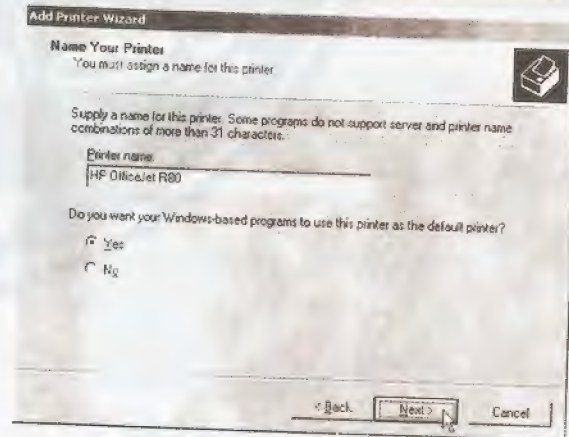 Add Printer Wizard
Name Your Printer
You must assign a name for this printer
Supply a name for this printer. Some programs do not support server and printer name
combinations of more than 31 characters.
Printer name:
HP OfficeJet R80
Do you want your Windows-based programs to use this printer as the default printer?
Yes
No
< Back Next > Cancel